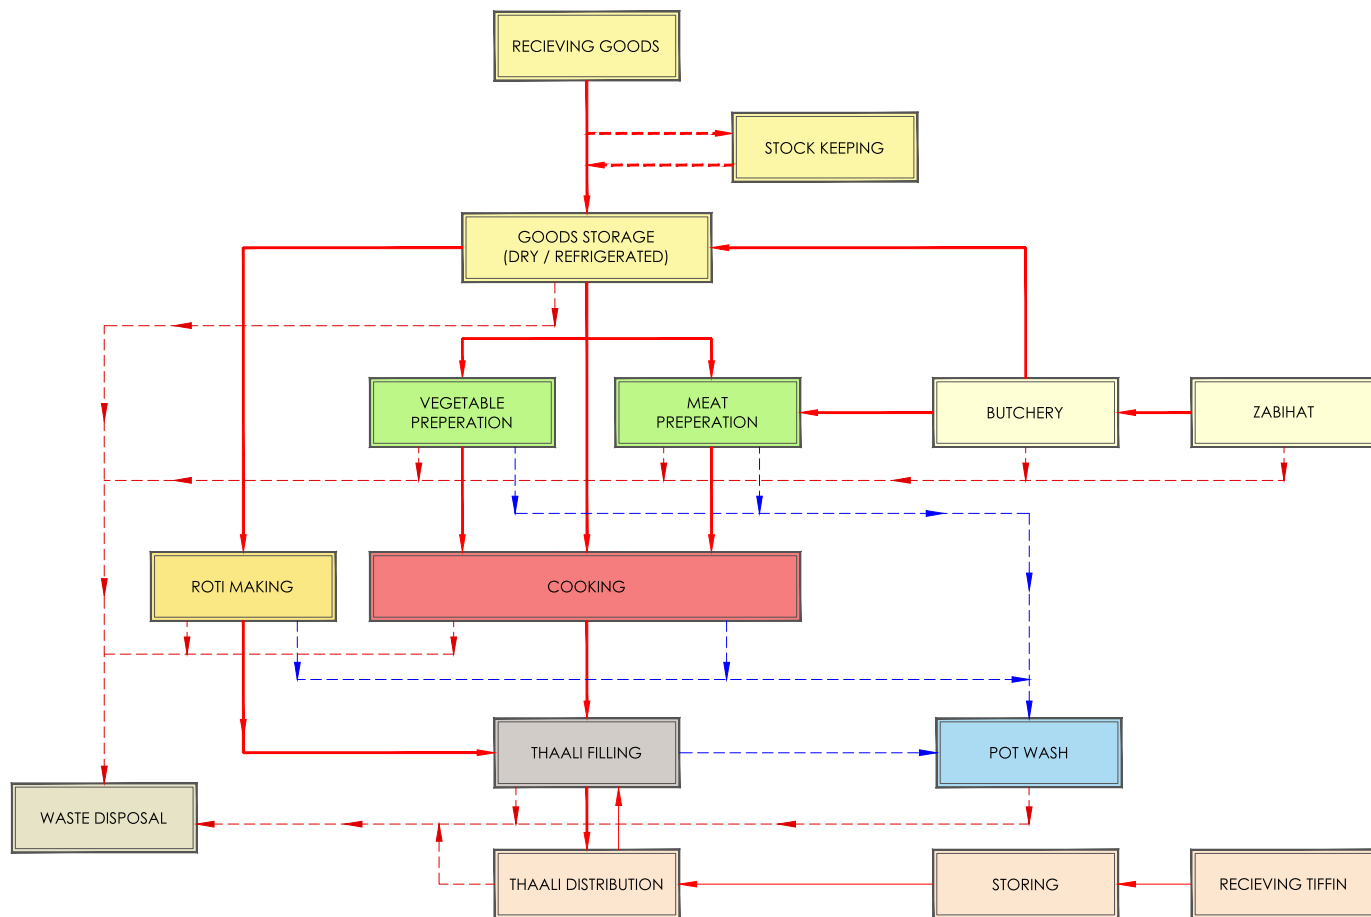 RECIEVING GOODS
STOCK KEEPING
GOODS STORAGE
(DRY / REFRIGERATED)
VEGETABLE
PREPERATION
MEAT
PREPERATION
BUTCHERY
ZABIHAT
ROTI MAKING
COOKING
THAALI FILLING
POT WASH
WASTE DISPOSAL
THAALI DISTRIBUTION
STORING
RECIEVING TIFFIN